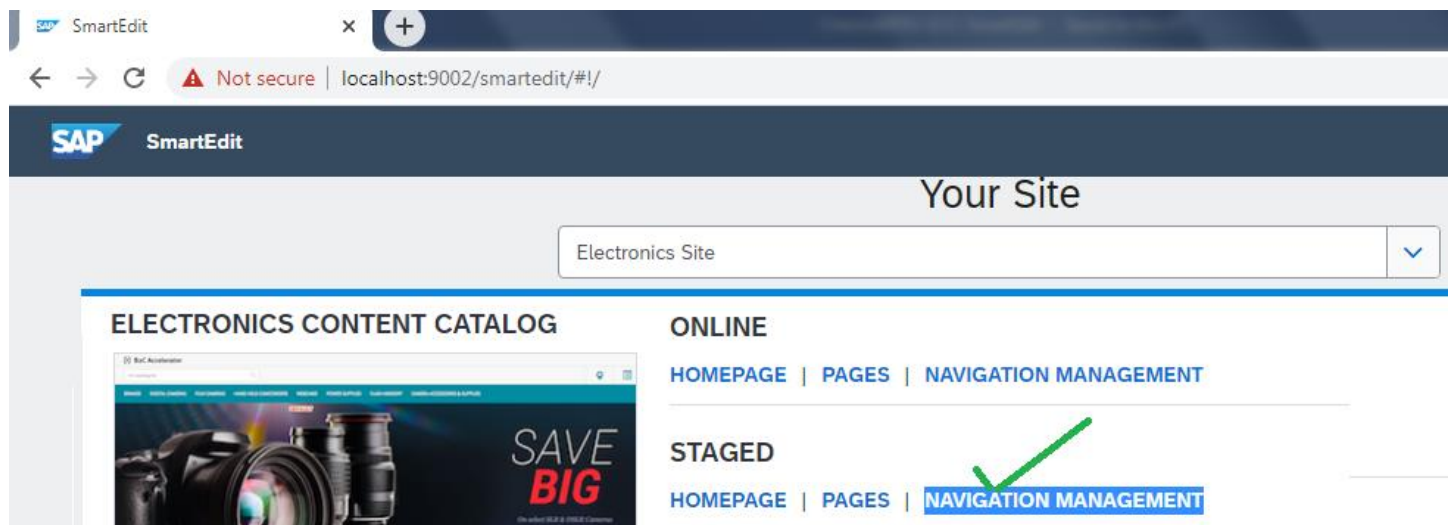 SAP SmartEdit
Not secure | localhost:9002/smartedit/#!/
SAP SmartEdit
Your Site
Electronics Site
ELECTRONICS CONTENT CATALOG
ONLINE
HOMEPAGE | PAGES | NAVIGATION MANAGEMENT
SAVE
BIG
STAGED
HOMEPAGE | PAGES | NAVIGATION MANAGEMENT